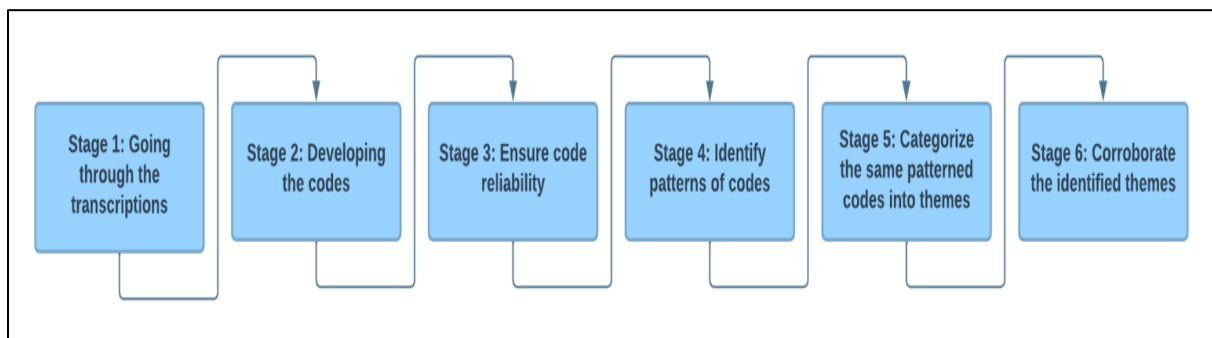 Stage 1: Going
through the
transcriptions
Stage 2: Developing
the codes
Stage 3: Ensure code
reliability
Stage 4: Identify
patterns of codes
Stage 5: Categorize
the same patterned
codes into themes
Stage 6: Corroborate
the identified themes